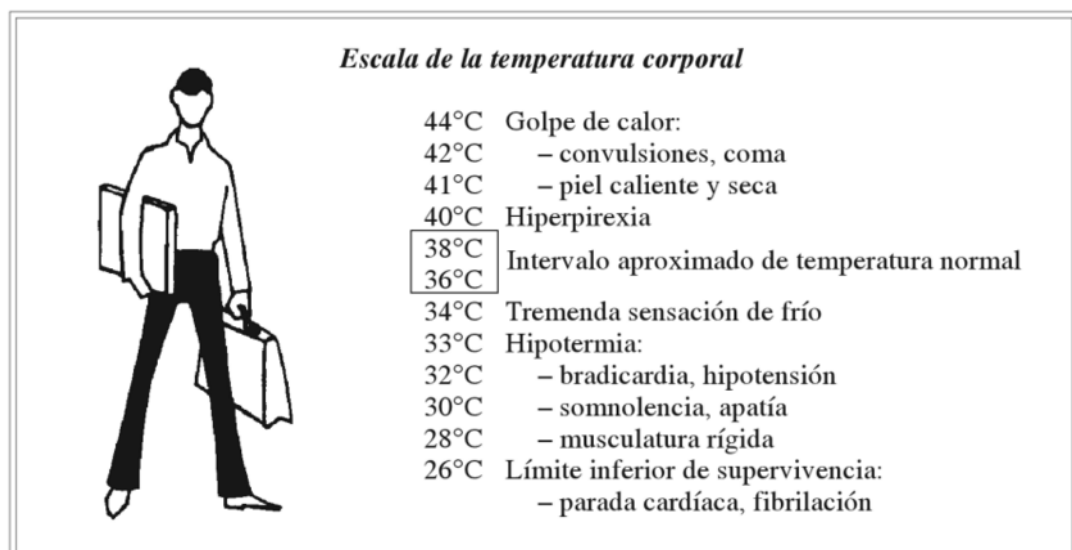 Escala de la temperatura corporal
44°C Golpe de calor:
42°C – convulsiones, coma
41°C – piel caliente y seca
40°C Hiperpirexia
38°C
Intervalo aproximado de temperatura normal
36°C
34°C Tremenda sensación de frío
33°C Hipotermia:
32°C – bradicardia, hipotensión
30°C – somnolencia, apatía
28°C – musculatura rígida
26°C Límite inferior de supervivencia:
– parada cardíaca, fibrilación